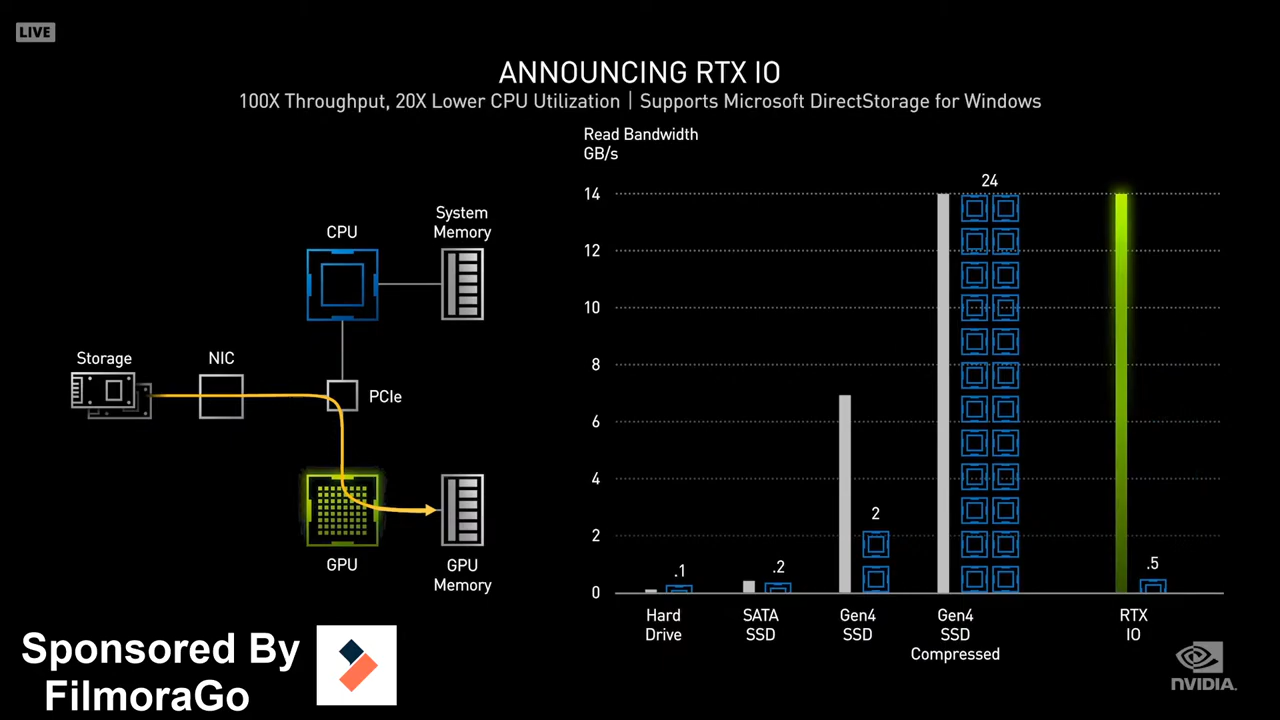 LIVE
ANNOUNCING RTX IO
100X Throughput, 20X Lower CPU Utilization | Supports Microsoft DirectStorage for Windows
Read Bandwidth
GB/s
System
Memory
CPU
Storage
NIC
PCIe
GPU
GPU
Memory
14
12
10
8
6
4
2
0
.1
.2
2
24
.5
Hard
Drive
SATA
SSD
Gen4
SSD
Gen4
SSD
Compressed
RTX
IO
Sponsored By
FilmoraGo
NVIDIA.